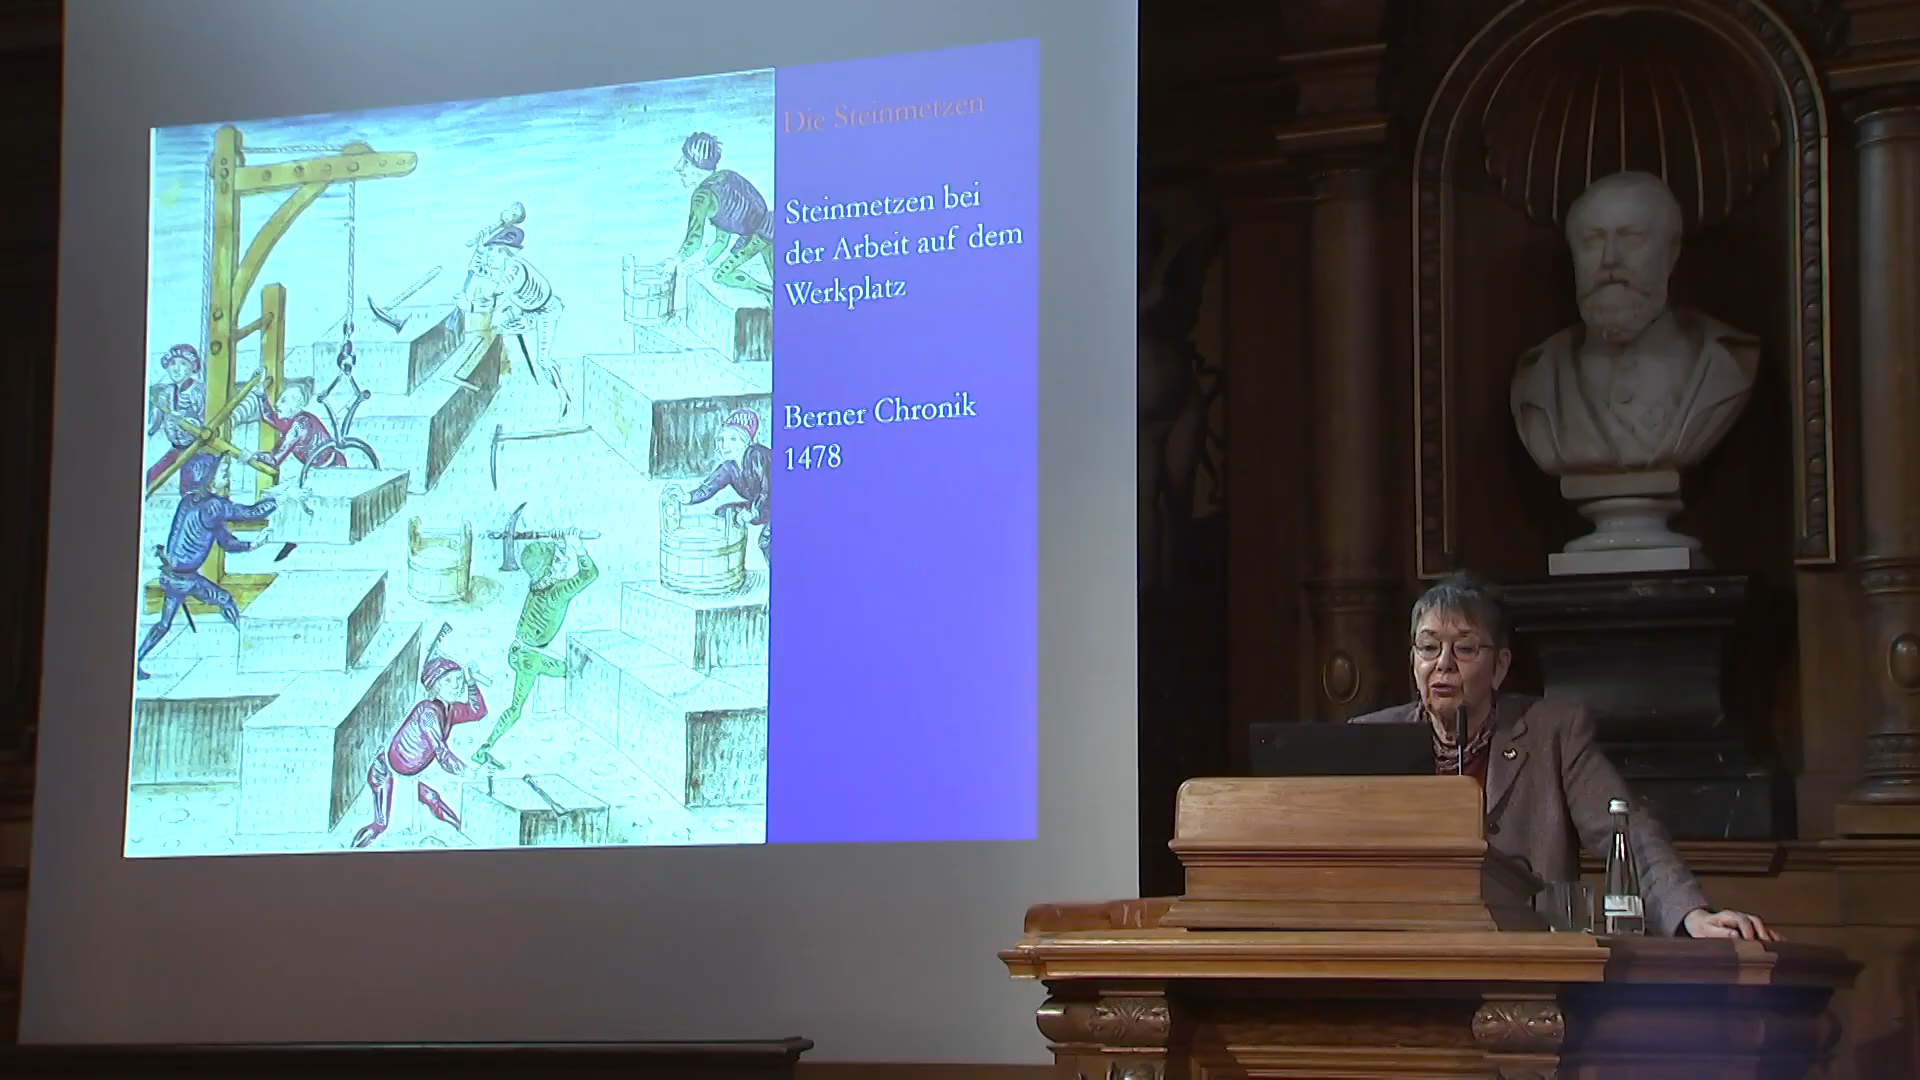 Die Steinmetzen
Steinmetzen bei
der Arbeit auf dem
Werkplatz
Berner Chronik
1478